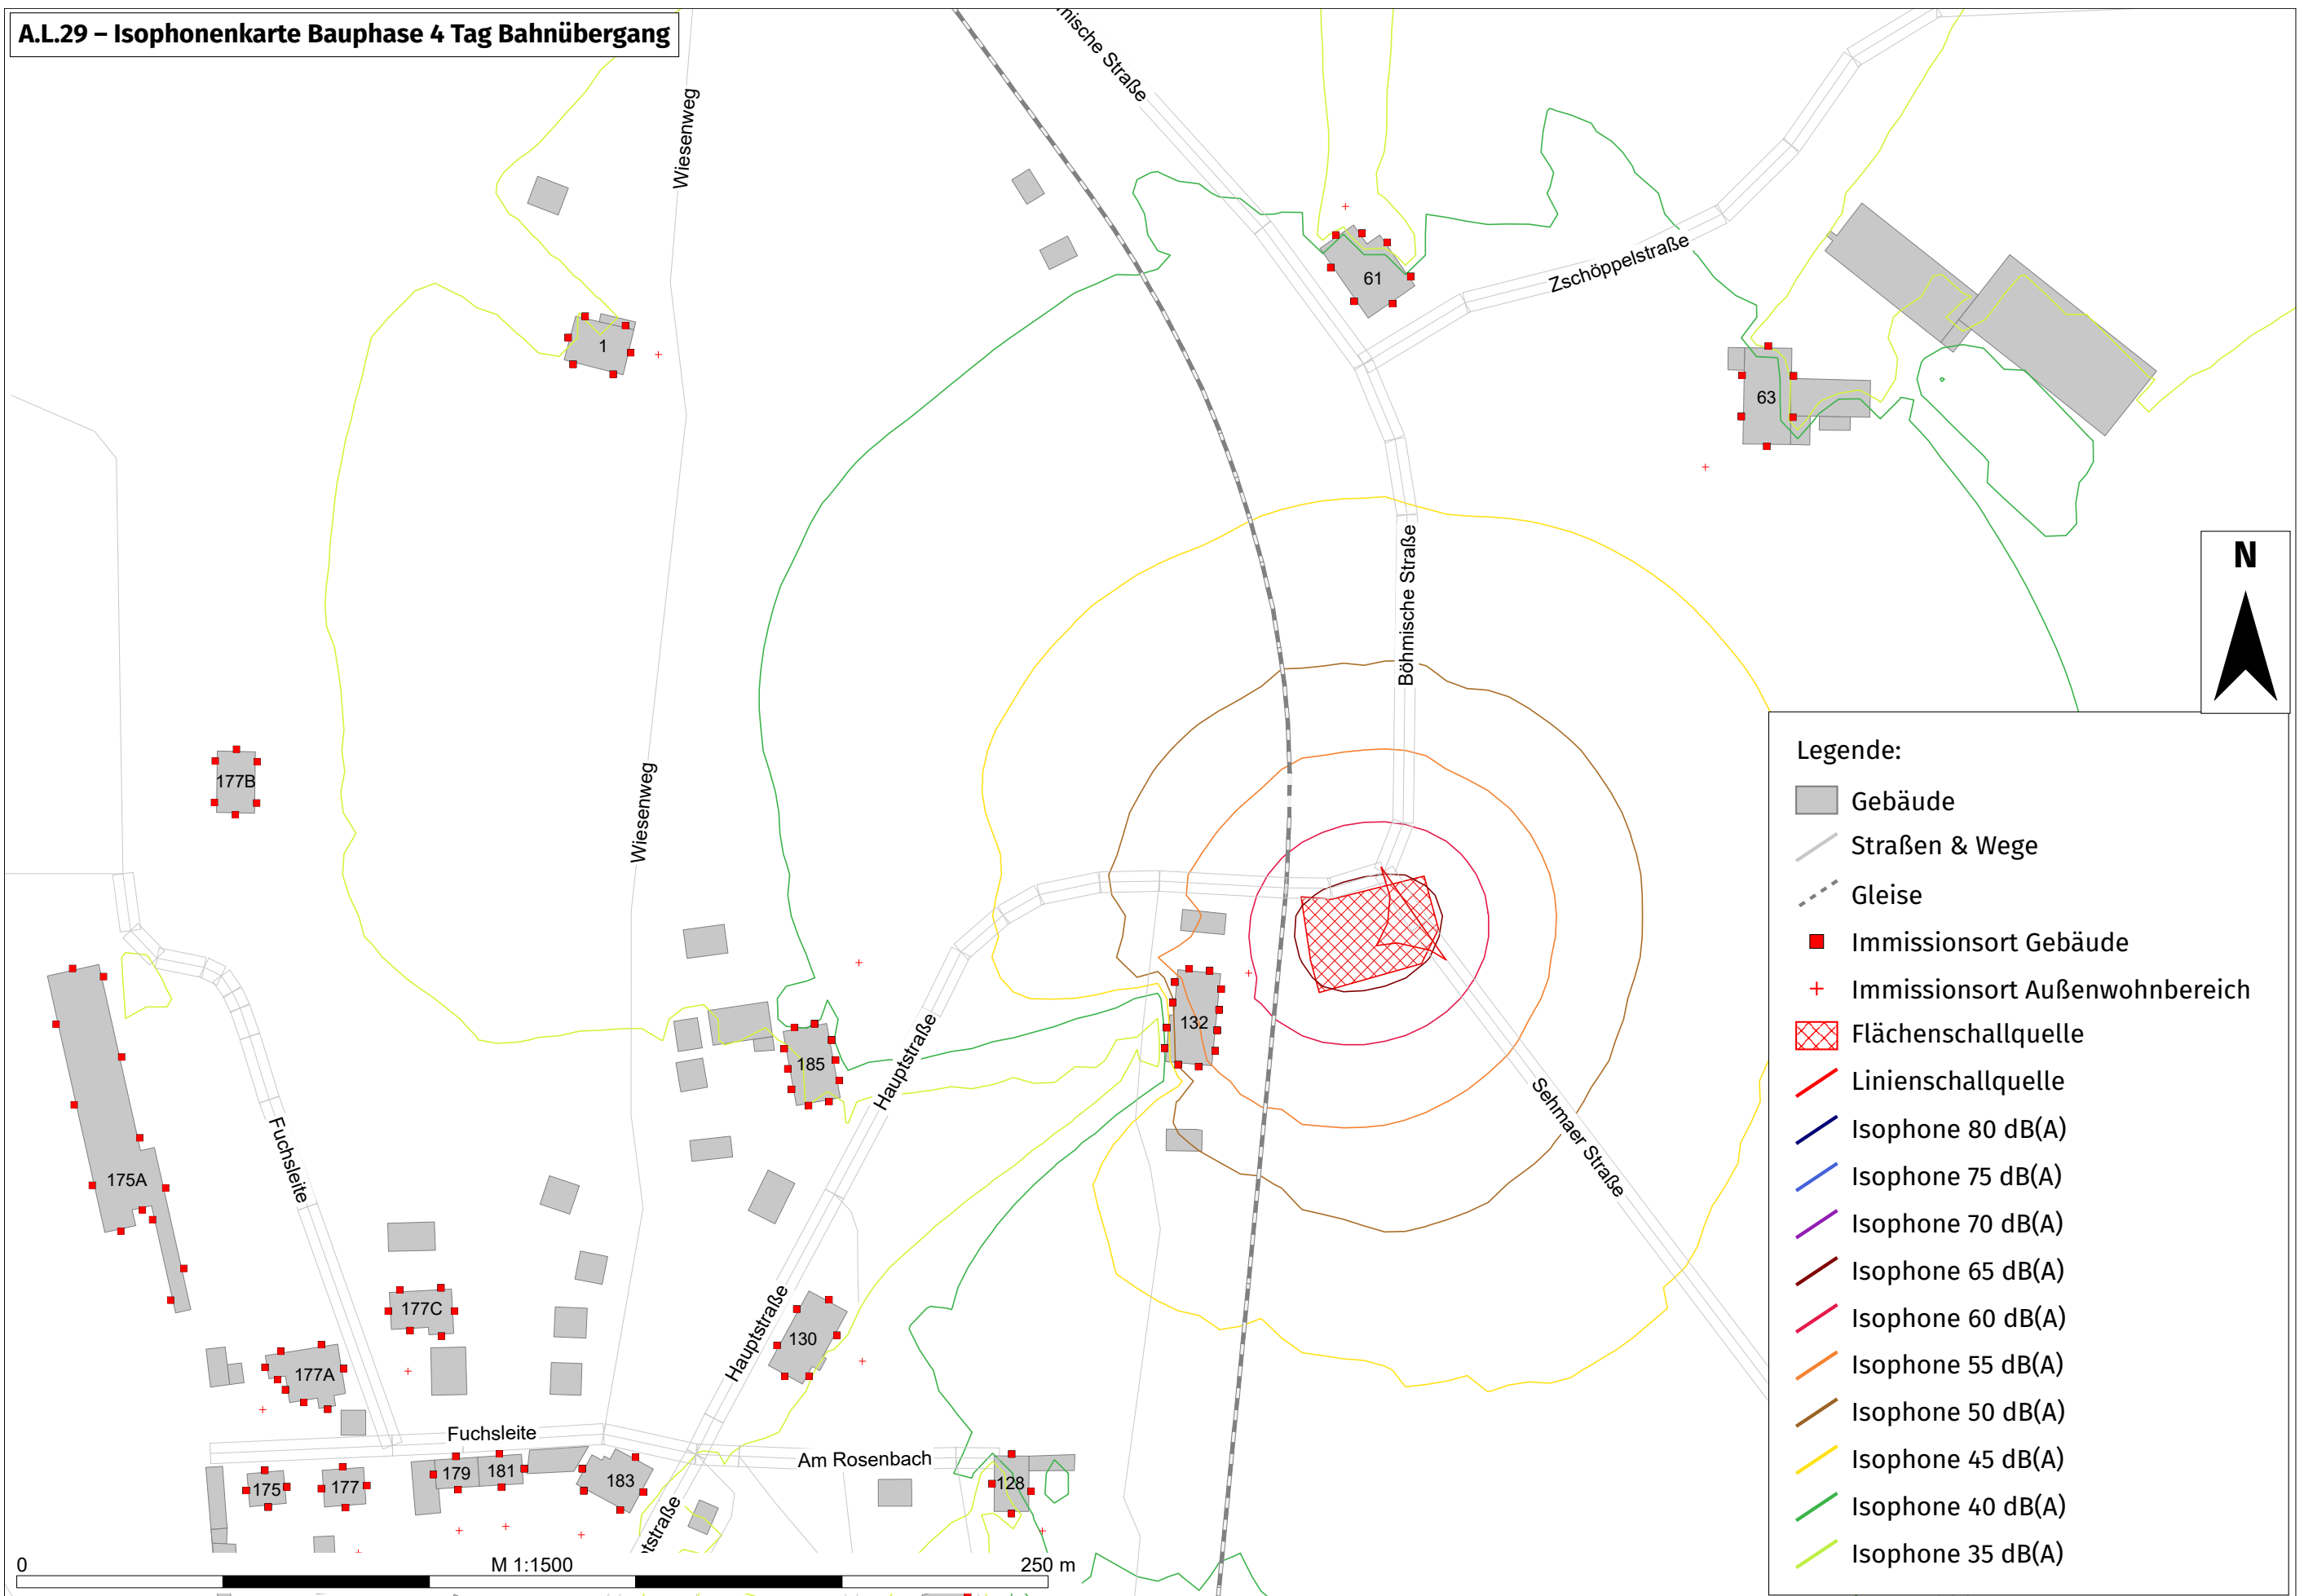 A.L.29 – Isophonenkarte Bauphase 4 Tag Bahnübergang
mische Straße
Wiesenweg
61
Zschöppelstraße
1
63
Böhmische Straße
N
177B
Wiesenweg
132
185
Hauptstraße
Sehmaer Straße
Fuchsleite
175A
177C
130
Hauptstraße
177A
Fuchsleite
Am Rosenbach
175
177
179
181
183
128
tstraße
0
M 1:1500
250 m
Legende:
Gebäude
Straßen & Wege
Gleise
Immissionsort Gebäude
Immissionsort Außenwohnbereich
Flächenschallquelle
Linienschallquelle
Isophone 80 dB(A)
Isophone 75 dB(A)
Isophone 70 dB(A)
Isophone 65 dB(A)
Isophone 60 dB(A)
Isophone 55 dB(A)
Isophone 50 dB(A)
Isophone 45 dB(A)
Isophone 40 dB(A)
Isophone 35 dB(A)